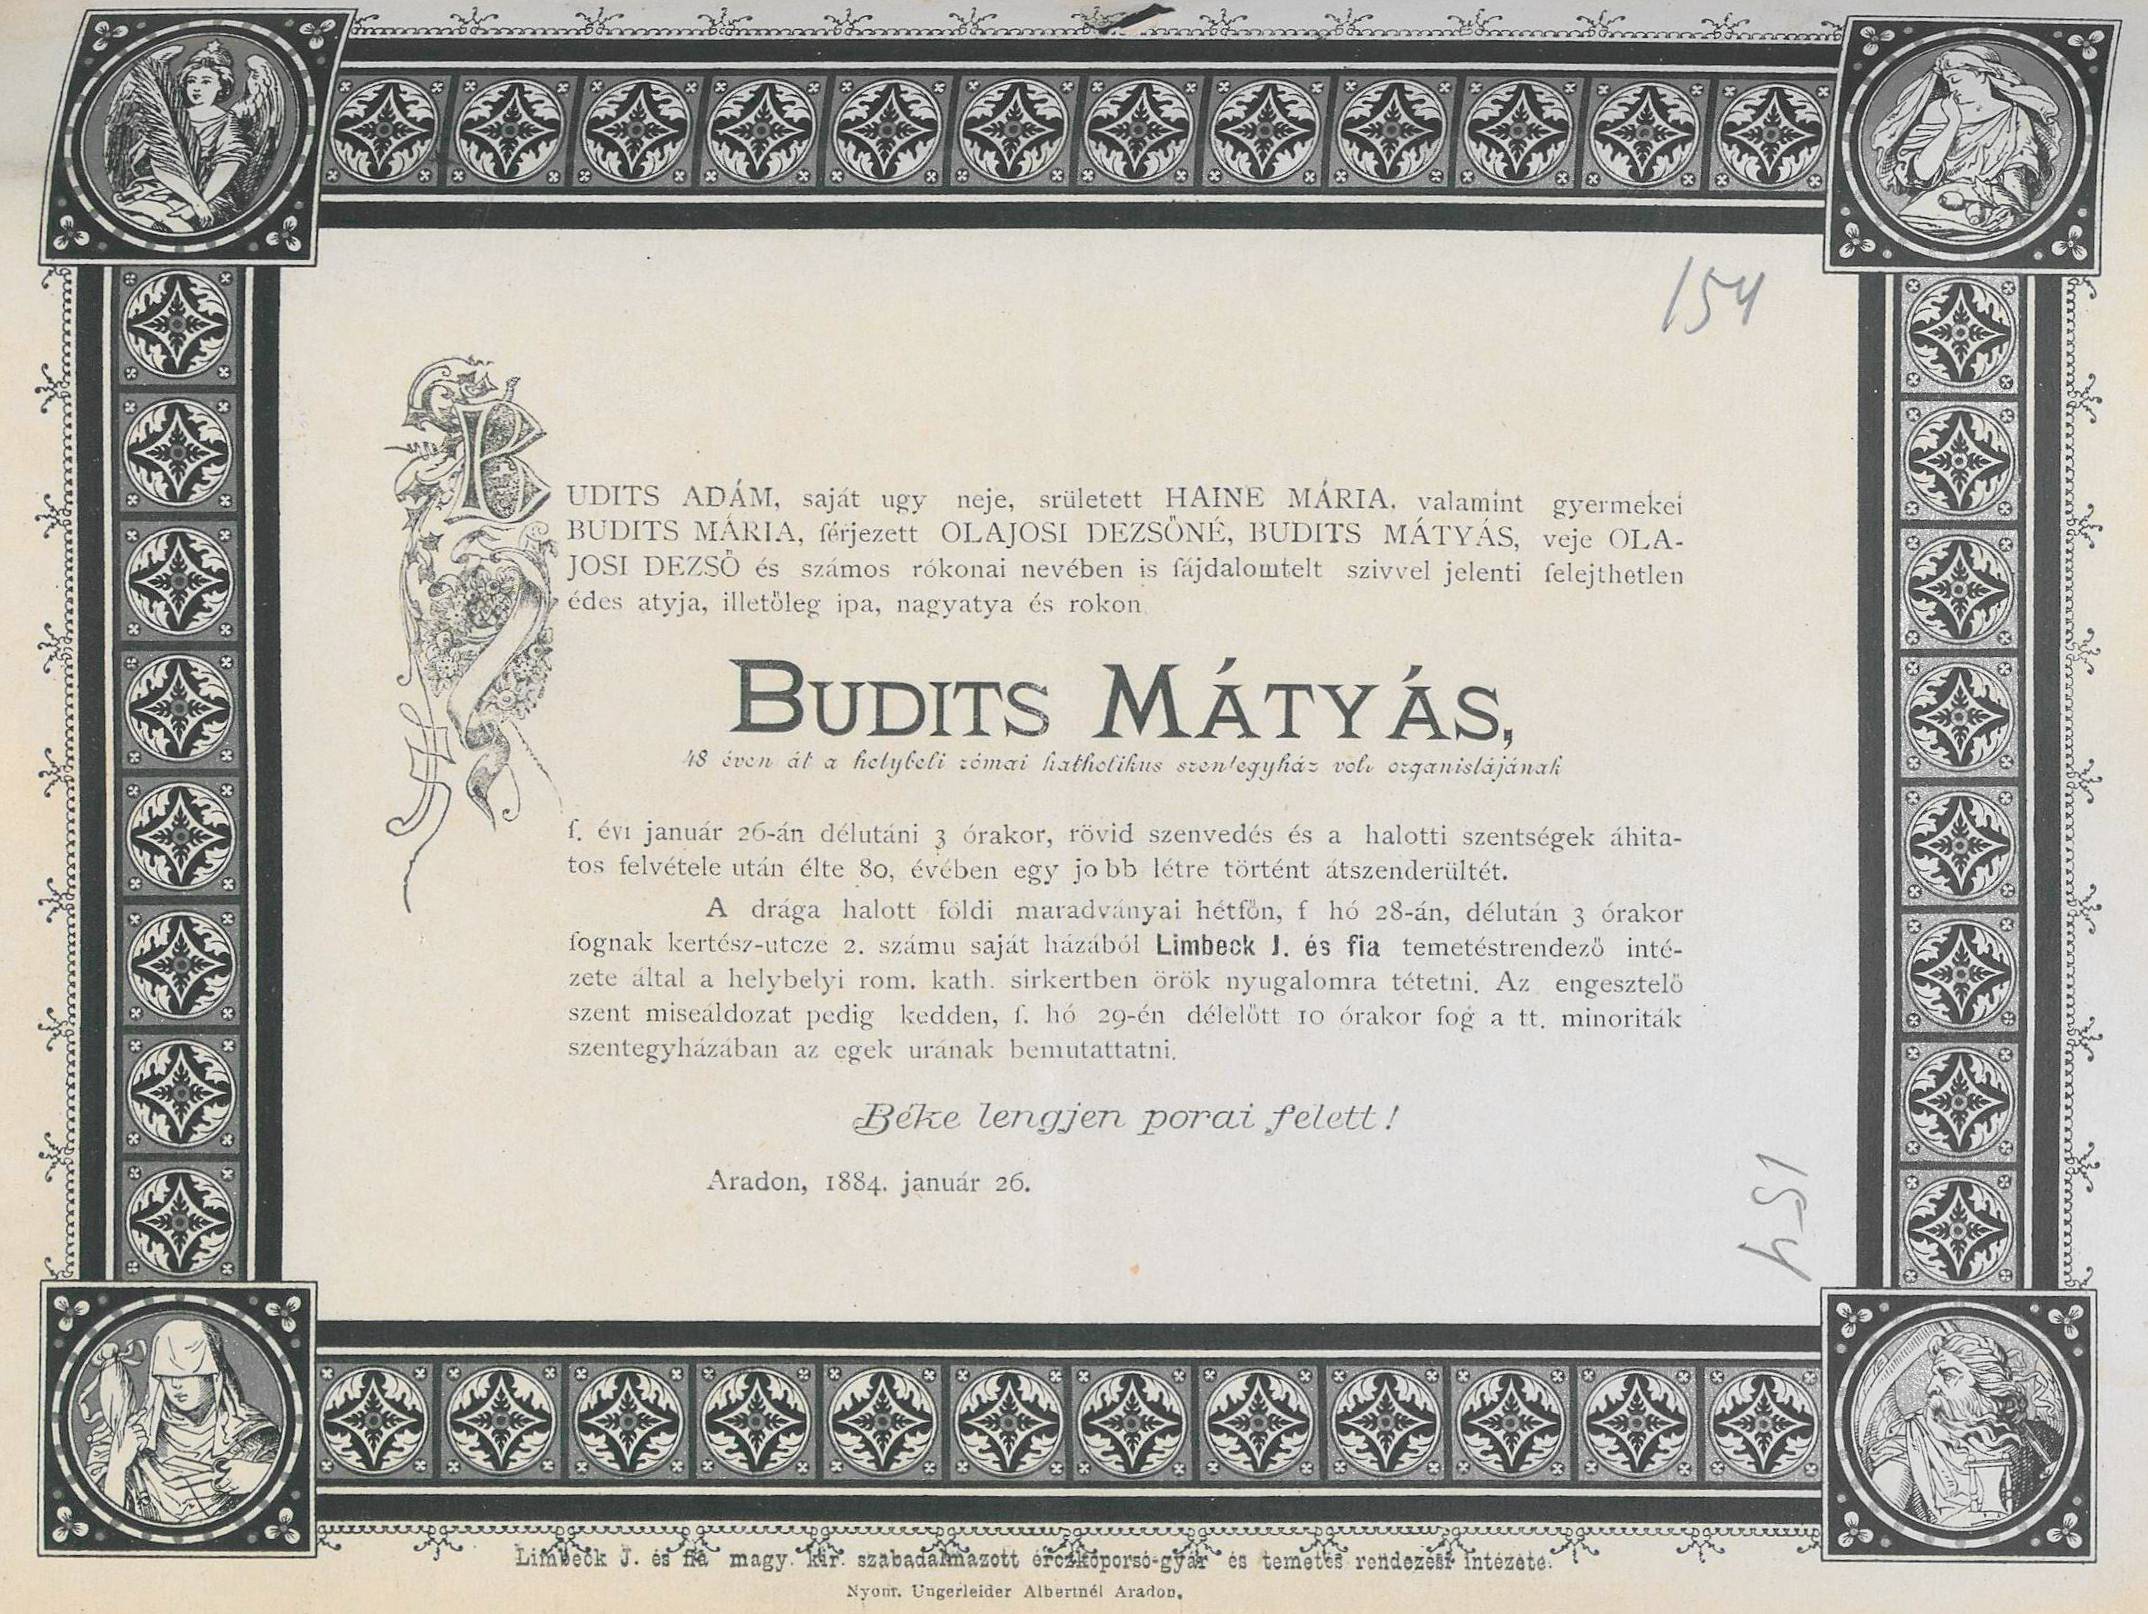 154
BUDITS ADÁM, saját ugy neje, srületett HAINE MÁRIA, valamint gyermekei
BUDITS MÁRIA, férjezett OLAJOSI DEZSŐNÉ, BUDITS MÁTYÁS, veje OLA-
JOSI DEZSŐ és számos rókonai nevében is fájdalomtelt szivvel jelenti felejthetlen
édes atyja, illetőleg ipa, nagyatya és rokon
BUDITS MÁTYÁS,
48 éven át a helybeli római katholikus szentegyház volt organistájának
f. évi január 26-án délutáni 3 órakor, rövid szenvedés és a halotti szentségek áhita-
tos felvétele után élte 80, évében egy jobb létre történt átszenderültét.
A drága halott földi maradványai hétfőn, f hó 28-án, délután 3 órakor
fognak kertész-utcze 2. számu saját házából Limbeck J. és fia temetéstrendező inté-
zete által a helybelyi rom. kath. sirkertben örök nyugalomra tétetni. Az engesztelő
szent miseáldozat pedig kedden, f. hó 29-én délelőtt 10 órakor fog a tt. minoriták
szentegyházában az egek urának bemutattatni.
Béke lengjen porai felett!
Aradon, 1884. január 26.
154
Limbeck J. és fia magy. kir. szabadalmazott érczkoporsó-gyár és temetés rendezési intézete.
Nyomt. Ungerleider Albertnél Aradon.